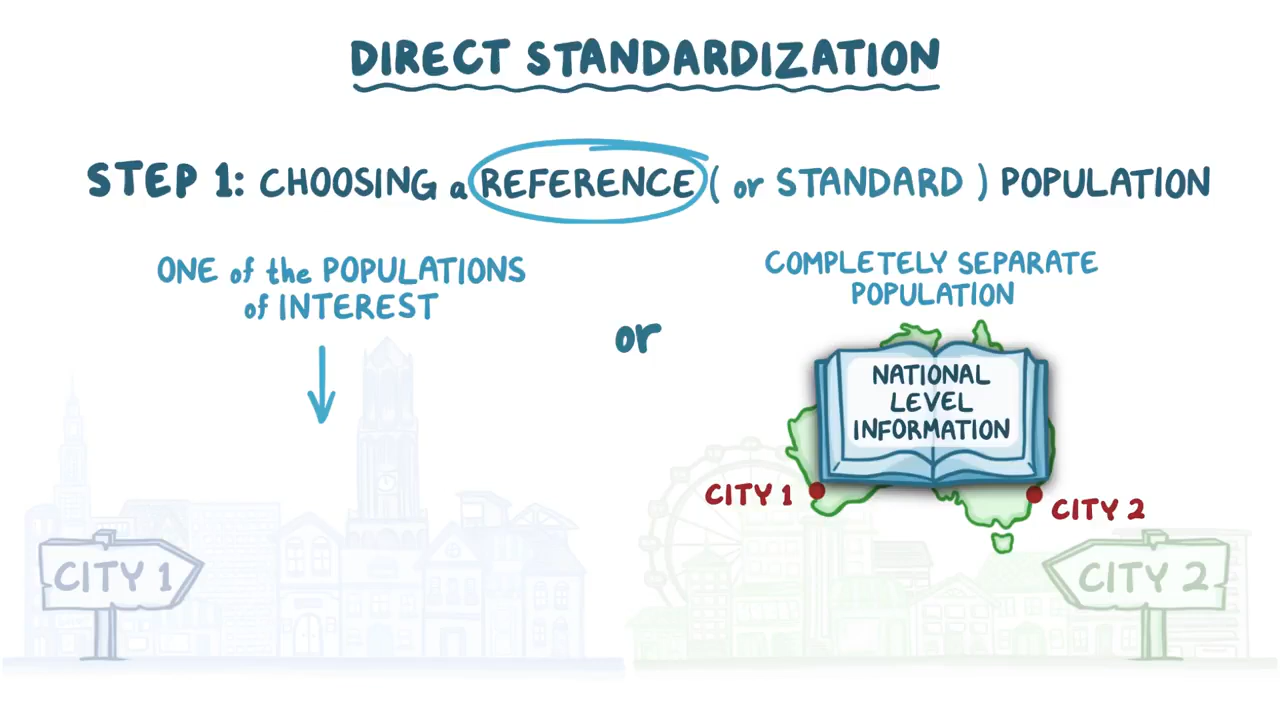 DIRECT STANDARDIZATION
STEP 1: CHOOSING a REFERENCE ( or STANDARD ) POPULATION
ONE of the POPULATIONS
of INTEREST
or
COMPLETELY SEPARATE
POPULATION
NATIONAL
LEVEL
INFORMATION
CITY 1
CITY 2
CITY 1
CITY 2